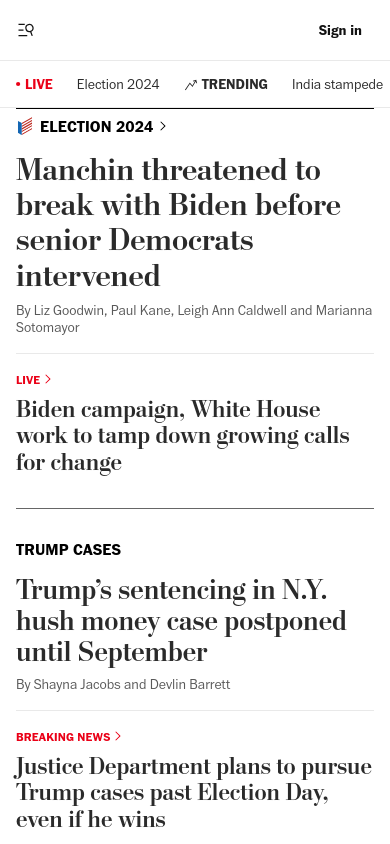 Sign in
LIVE
Election 2024
TRENDING
India stampede
ELECTION 2024
Manchin threatened to
break with Biden before
senior Democrats
intervened
By Liz Goodwin, Paul Kane, Leigh Ann Caldwell and Marianna
Sotomayor
LIVE
Biden campaign, White House
work to tamp down growing calls
for change
TRUMP CASES
Trump’s sentencing in N.Y.
hush money case postponed
until September
By Shayna Jacobs and Devlin Barrett
BREAKING NEWS
Justice Department plans to pursue
Trump cases past Election Day,
even if he wins